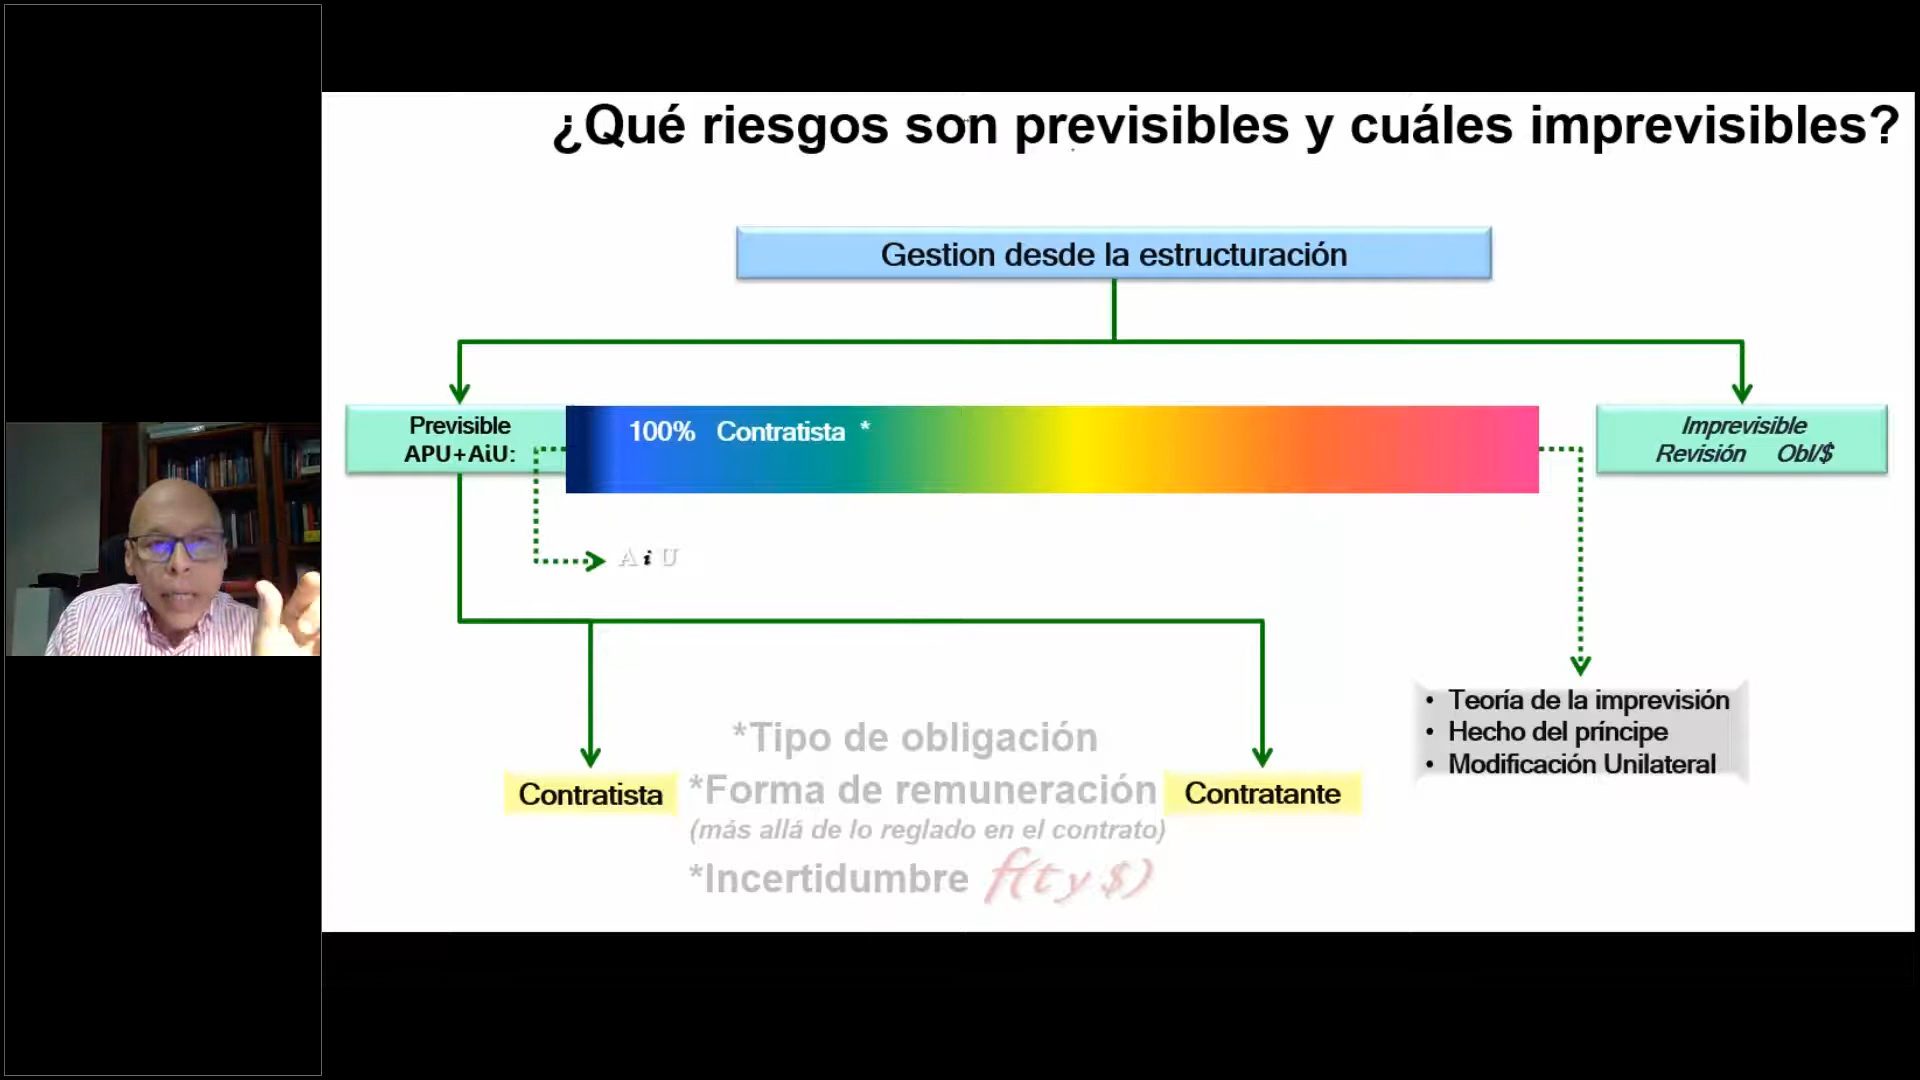 ¿Qué riesgos son previsibles y cuáles imprevisibles?
Gestion desde la estructuración
Previsible
APU+AiU:
100% Contratista *
Imprevisible
Revisión Obl/$
A i U
*Tipo de obligación
*Forma de remuneración
(más allá de lo reglado en el contrato)
*Incertidumbre f(t y $)
Contratista
Contratante
• Teoría de la imprevisión
• Hecho del príncipe
• Modificación Unilateral